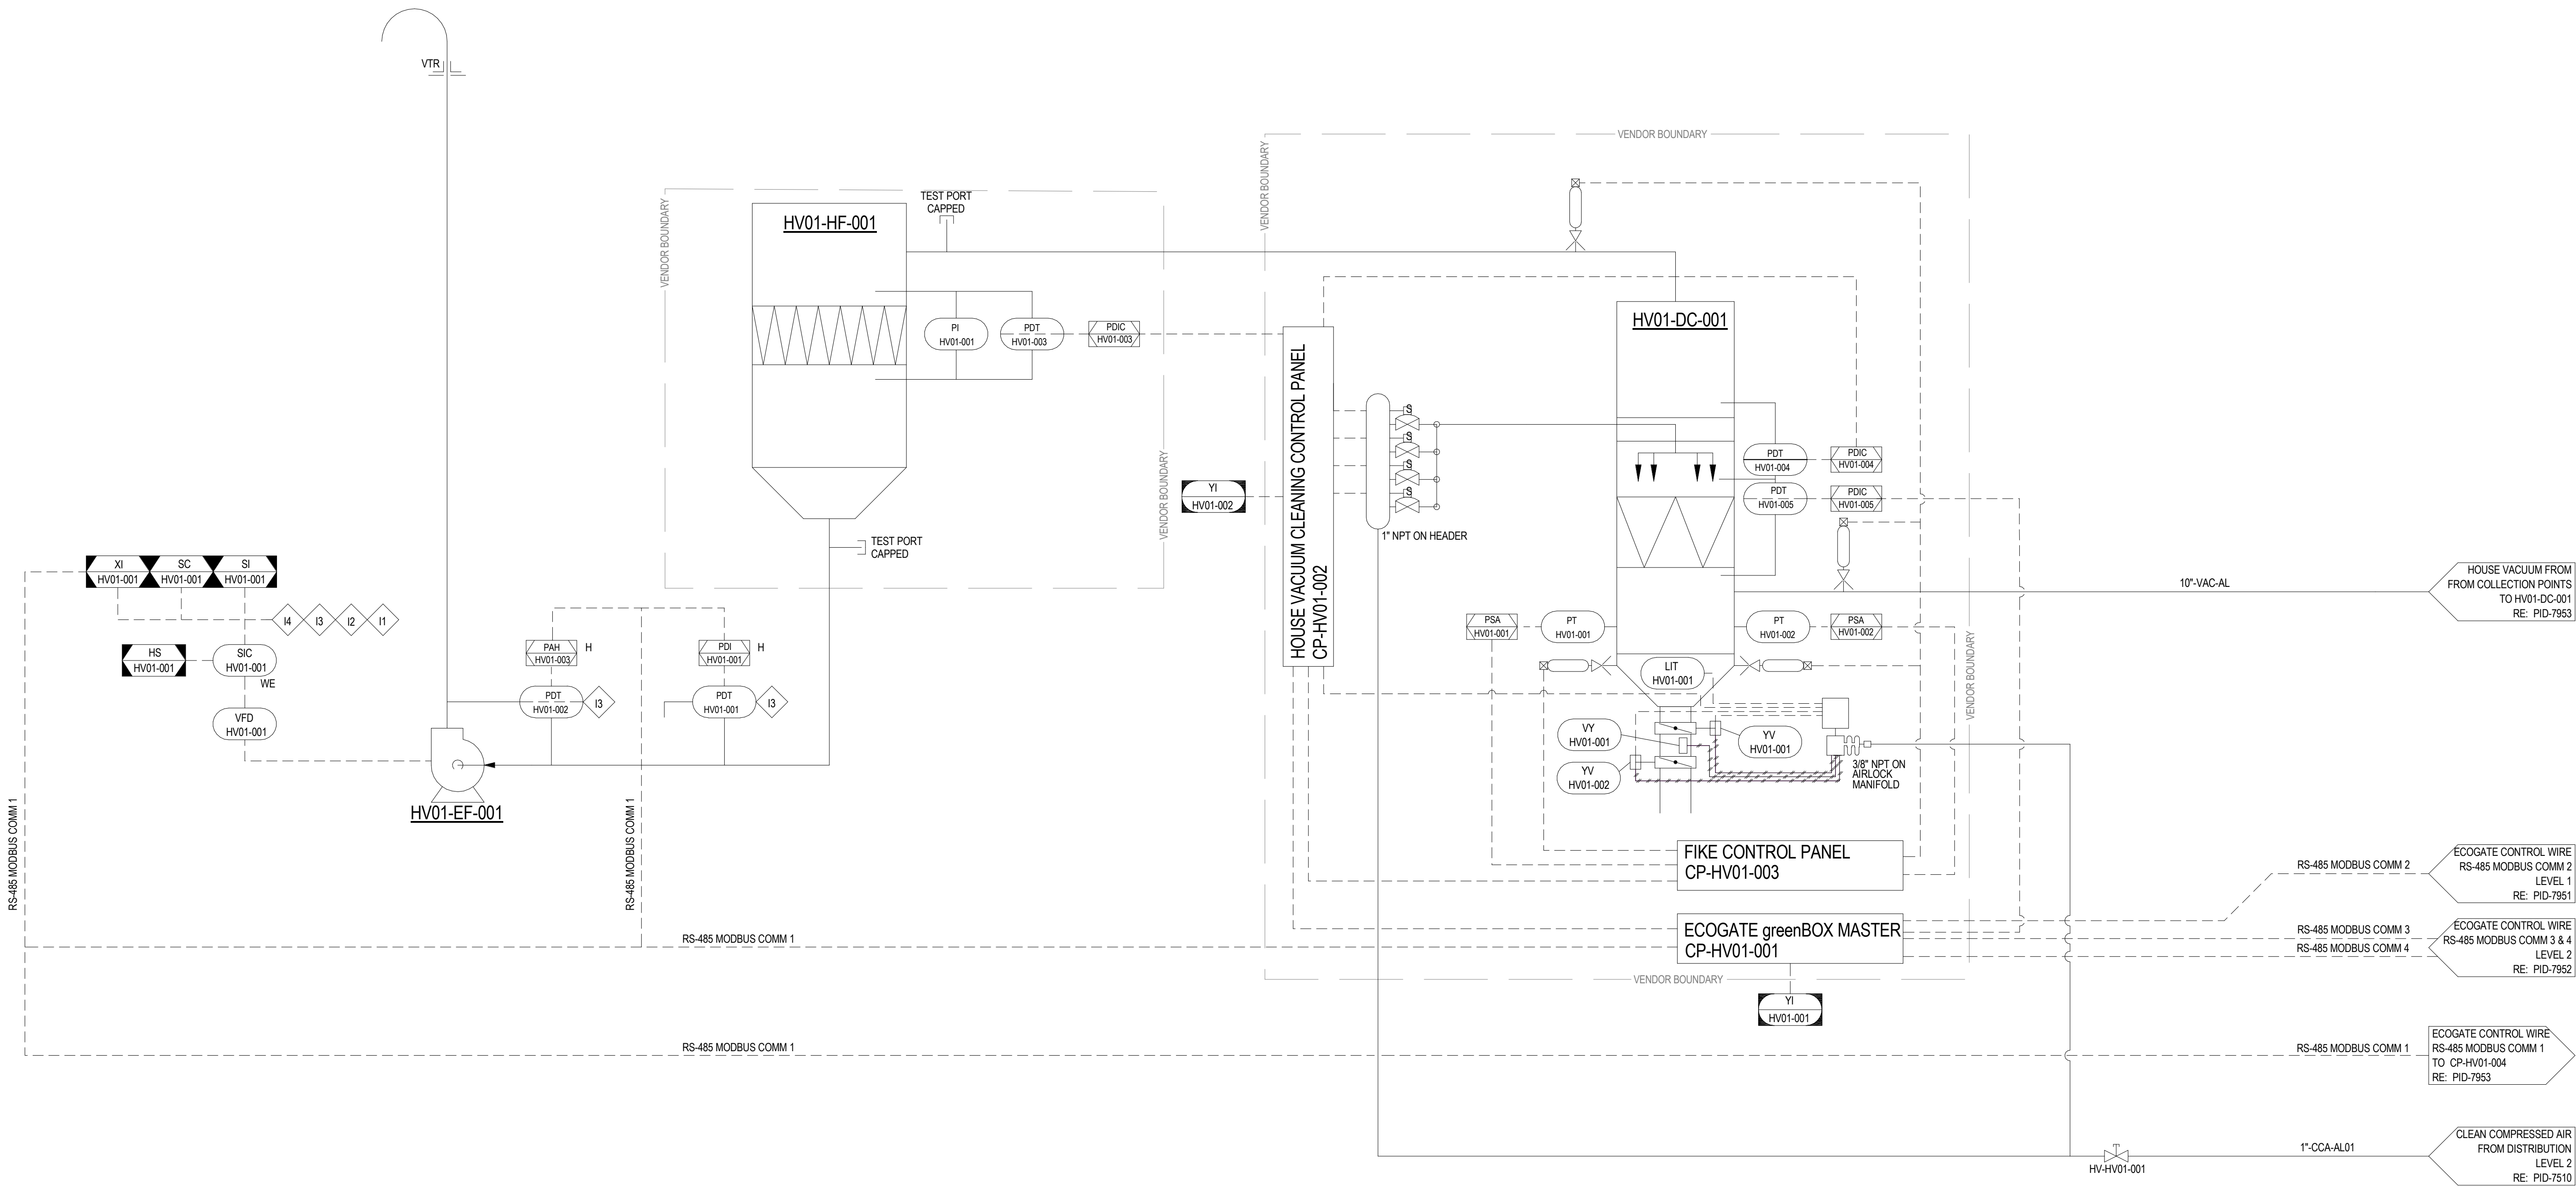 VTR
VENDOR BOUNDARY
VENDOR BOUNDARY
HV01-HF-001
TEST PORT
CAPPED
VENDOR BOUNDARY
PI
HV01-001
PDT
HV01-003
PDIC
HV01-003
VENDOR BOUNDARY
TEST PORT
CAPPED
HV01-DC-001
HOUSE VACUUM CLEANING CONTROL PANEL
CP-HV01-002
YI
HV01-002
S
S
S
S
1" NPT ON HEADER
PDT
HV01-004
PDIC
HV01-004
PDT
HV01-005
PDIC
HV01-005
XI
HV01-001
SC
HV01-001
SI
HV01-001
I4
I3
I2
I1
HS
HV01-001
SIC
HV01-001
WE
VFD
HV01-001
PAH
HV01-003
H
PDI
HV01-001
H
PDT
HV01-002
I3
PDT
HV01-001
I3
HV01-EF-001
PSA
HV01-001
PT
HV01-001
PT
HV01-002
PSA
HV01-002
LIT
HV01-001
VENDOR BOUNDARY
VY
HV01-001
YV
HV01-001
YV
HV01-002
3/8" NPT ON
AIRLOCK
MANIFOLD
10"-VAC-AL
HOUSE VACUUM FROM
FROM COLLECTION POINTS
TO HV01-DC-001
RE: PID-7953
FIKE CONTROL PANEL
CP-HV01-003
ECOGATE greenBOX MASTER
CP-HV01-001
VENDOR BOUNDARY
YI
HV01-001
RS-485 MODBUS COMM 1
RS-485 MODBUS COMM 1
RS-485 MODBUS COMM 1
RS-485 MODBUS COMM 1
RS-485 MODBUS COMM 2
ECOGATE CONTROL WIRE
RS-485 MODBUS COMM 2
LEVEL 1
RE: PID-7951
RS-485 MODBUS COMM 3
RS-485 MODBUS COMM 4
ECOGATE CONTROL WIRE
RS-485 MODBUS COMM 3 & 4
LEVEL 2
RE: PID-7952
RS-485 MODBUS COMM 1
ECOGATE CONTROL WIRE
RS-485 MODBUS COMM 1
TO CP-HV01-004
RE: PID-7953
HV-HV01-001
1"-CCA-AL01
CLEAN COMPRESSED AIR
FROM DISTRIBUTION
LEVEL 2
RE: PID-7510